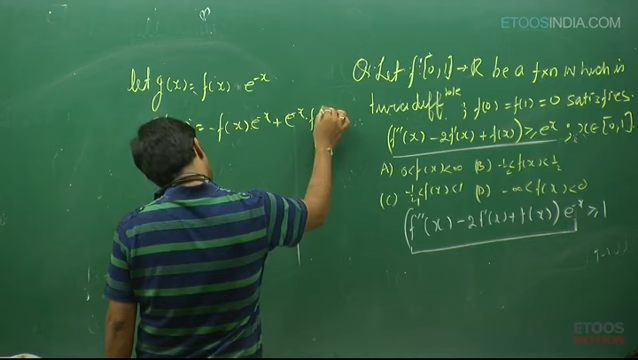 ETOOSINDIA.COM
let g(x) = f(x) · e^-x
= -f(x)e^-x + e^-x · f
Q: Let f: [0,1] → R be a fxn which is
twice diff^ble ; f(0) = f(1) = 0 satisfies
(f''(x) - 2f'(x) + f(x)) ≥ e^x ; x ∈ [0,1]
A) 0<f(x)<∞ (B) -1/2<f(x)<1/2
(C) -1/4<f(x)<1 (D) -∞<f(x)<0
(f''(x) - 2f'(x) + f(x)) e^-x ≥ 1
ETOOS